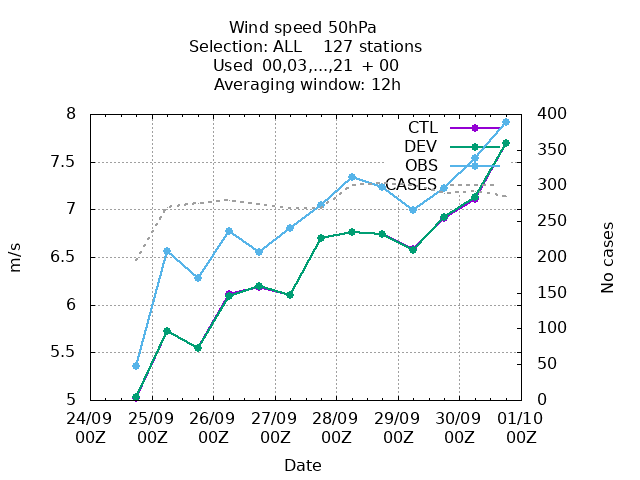 Wind speed 50hPa
Selection: ALL 127 stations
Used 00,03,...,21 + 00
Averaging window: 12h
8
7.5
7
6.5
6
5.5
5
m/s
400
350
300
250
200
150
100
50
0
No cases
CTL
DEV
OBS
CASES
24/09 25/09 26/09 27/09 28/09 29/09 30/09 01/10
00Z 00Z 00Z 00Z 00Z 00Z 00Z 00Z
Date